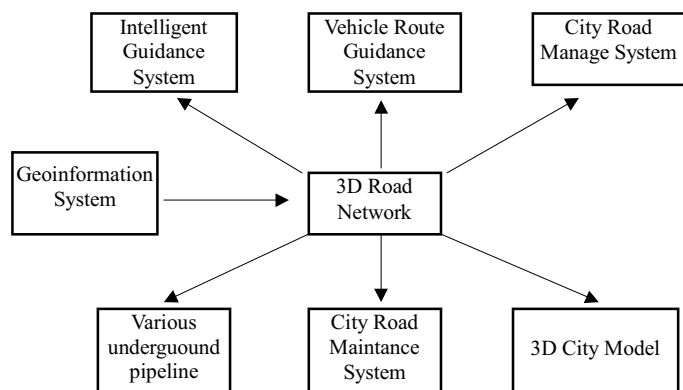 Intelligent
Guidance
System
Vehicle Route
Guidance
System
City Road
Manage System
Geoinformation
System
3D Road
Network
Various
underguound
pipeline
City Road
Maintance
System
3D City Model